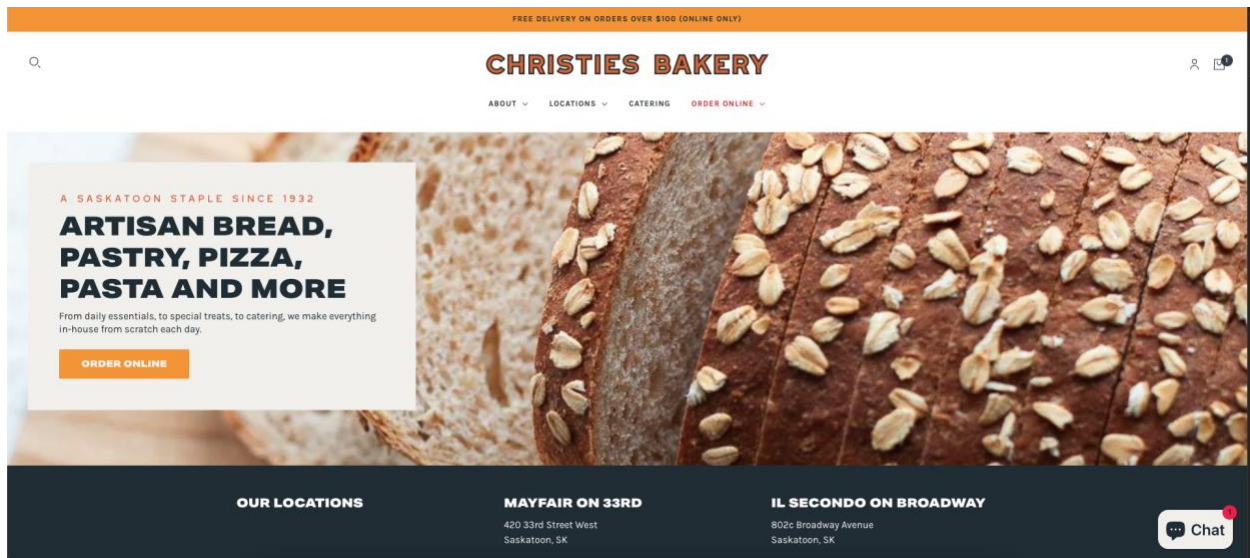 FREE DELIVERY ON ORDERS OVER $100 (ONLINE ONLY)
CHRISTIES BAKERY
1
ABOUT
LOCATIONS
CATERING
ORDER ONLINE
A SASKATOON STAPLE SINCE 1932
ARTISAN BREAD,
PASTRY, PIZZA,
PASTA AND MORE
From daily essentials, to special treats, to catering, we make everything
in-house from scratch each day.
ORDER ONLINE
OUR LOCATIONS
MAYFAIR ON 33RD
420 33rd Street West
Saskatoon, SK
IL SECONDO ON BROADWAY
802c Broadway Avenue
Saskatoon, SK
1
Chat